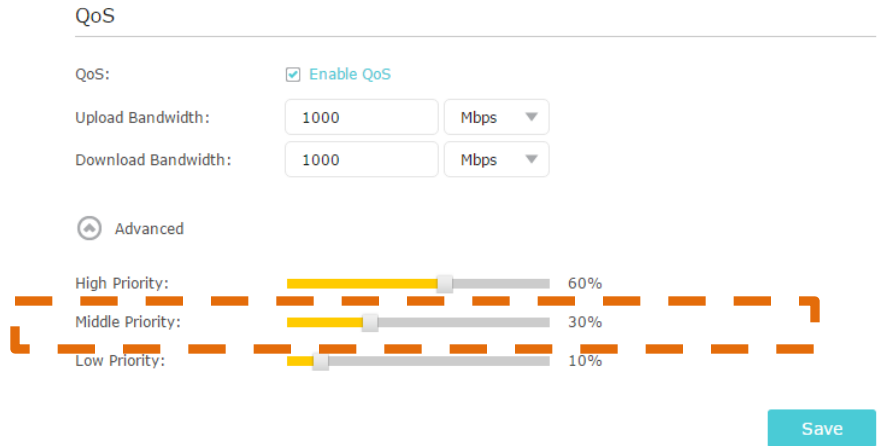 QoS
QoS: Enable QoS
Upload Bandwidth: 1000 Mbps
Download Bandwidth: 1000 Mbps
Advanced
High Priority: 60%
Middle Priority: 30%
Low Priority: 10%
Save